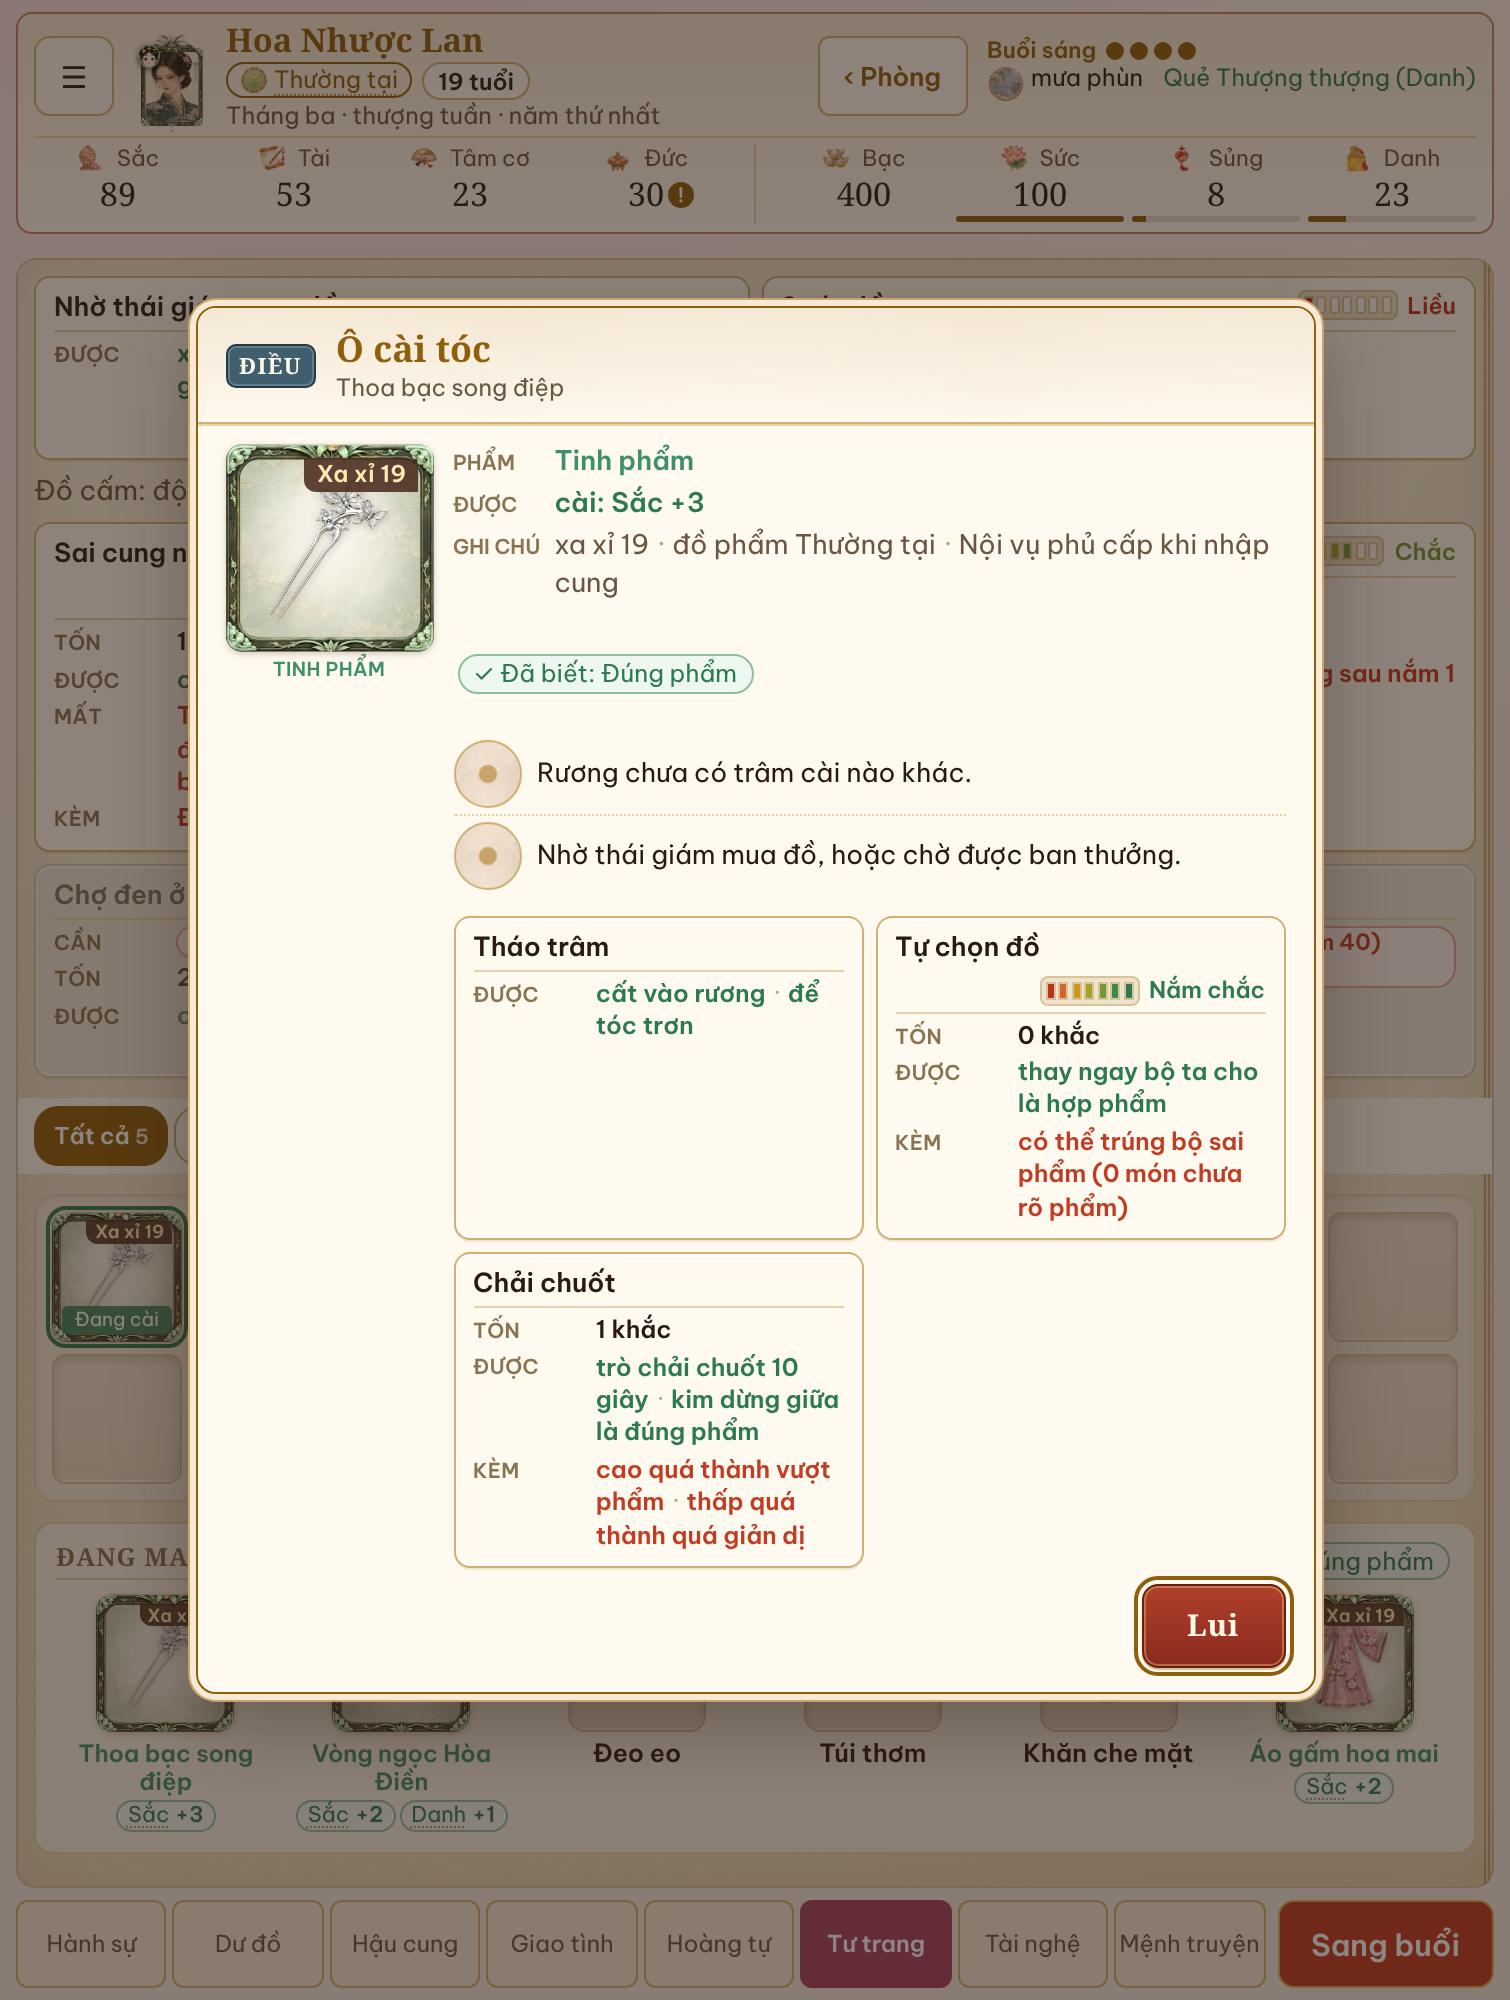 ☰
Hoa Nhược Lan
Thường tại
19 tuổi
Tháng ba · thượng tuần · năm thứ nhất
‹ Phòng
Buổi sáng
mưa phùn Quẻ Thượng thượng (Danh)
Sắc Tài Tâm cơ Đức Bạc Sức Sủng Danh
89 53 23 30 ! 400 100 8 23
Nhờ thái
Liều
ĐƯỢC
Đồ cấm:
Sai cung
Chắc
TỐN 1
ĐƯỢC
sau nắm 1
MẤT
KÈM
Chợ đen ở
CẦN
40)
TỐN 2
ĐƯỢC
Tất cả 5
Xa xỉ 19
Đang cài
ĐIỀU
Ô cài tóc
Thoa bạc song điệp
Xa xỉ 19
TINH PHẨM
PHẨM Tinh phẩm
ĐƯỢC cài: Sắc +3
GHI CHÚ xa xỉ 19 · đồ phẩm Thường tại · Nội vụ phủ cấp khi nhập
cung
✓ Đã biết: Đúng phẩm
Rương chưa có trâm cài nào khác.
Nhờ thái giám mua đồ, hoặc chờ được ban thưởng.
Tháo trâm
ĐƯỢC cất vào rương · để
tóc trơn
Tự chọn đồ
Nắm chắc
TỐN 0 khắc
ĐƯỢC thay ngay bộ ta cho
là hợp phẩm
KÈM có thể trúng bộ sai
phẩm (0 món chưa
rõ phẩm)
Chải chuốt
TỐN 1 khắc
ĐƯỢC trò chải chuốt 10
giây · kim dừng giữa
là đúng phẩm
KÈM cao quá thành vượt
phẩm · thấp quá
thành quá giản dị
Lui
ĐANG
phẩm
Xa xỉ 19
Thoa bạc song
điệp
Sắc +3
Vòng ngọc Hòa
Điền
Sắc +2 Danh +1
Đeo eo
Túi thơm
Khăn che mặt
Áo gấm hoa mai
Sắc +2
Hành sự
Dư đồ
Hậu cung
Giao tình
Hoàng tự
Tư trang
Tài nghệ
Mệnh truyện
Sang buổi